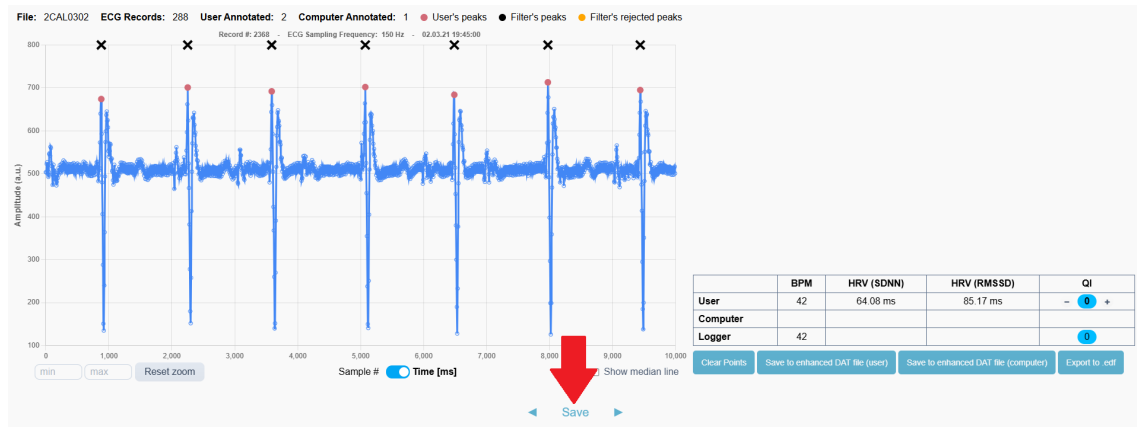 File: 2CAL0302 ECG Records: 288 User Annotated: 2 Computer Annotated: 1 User's peaks Filter's peaks Filter's rejected peaks
Record #: 2368 - ECG Sampling Frequency: 150 Hz - 02.03.21 19:45:00
800
700
600
500
400
300
200
100
Amplitude (a.u.)
0 1,000 2,000 3,000 4,000 5,000 6,000 7,000 8,000 9,000 10,000
min max Reset zoom Sample # Time [ms] Show median line
Save
BPM HRV (SDNN) HRV (RMSSD) QI
User 42 64.08 ms 85.17 ms - 0 +
Computer
Logger 42 0
Clear Points Save to enhanced DAT file (user) Save to enhanced DAT file (computer) Export to .edf